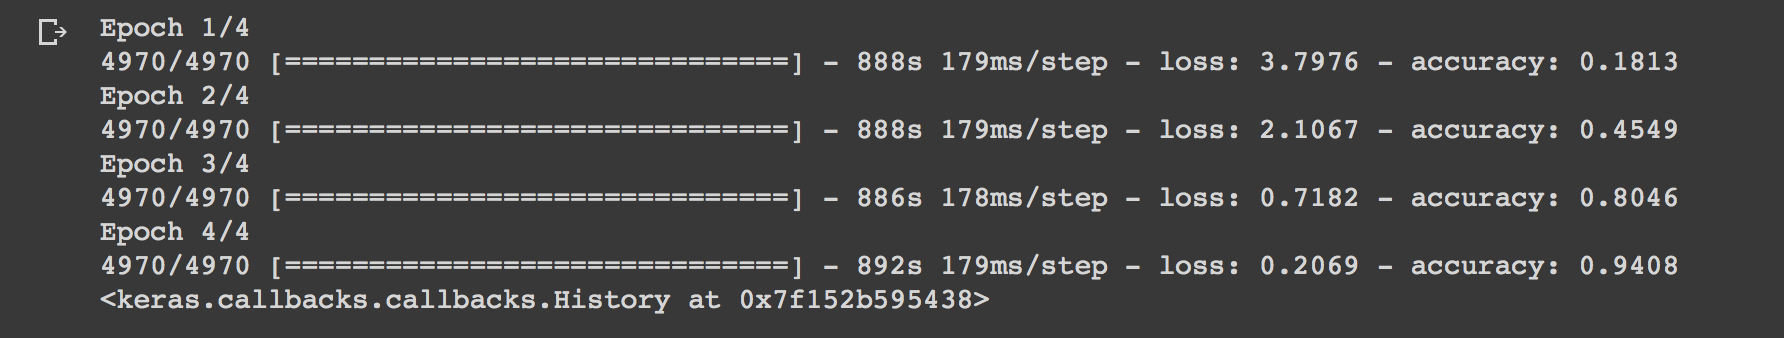 Epoch 1/4
4970/4970 [==============================] - 888s 179ms/step - loss: 3.7976 - accuracy: 0.1813
Epoch 2/4
4970/4970 [==============================] - 888s 179ms/step - loss: 2.1067 - accuracy: 0.4549
Epoch 3/4
4970/4970 [==============================] - 886s 178ms/step - loss: 0.7182 - accuracy: 0.8046
Epoch 4/4
4970/4970 [==============================] - 892s 179ms/step - loss: 0.2069 - accuracy: 0.9408
<keras.callbacks.callbacks.History at 0x7f152b595438>